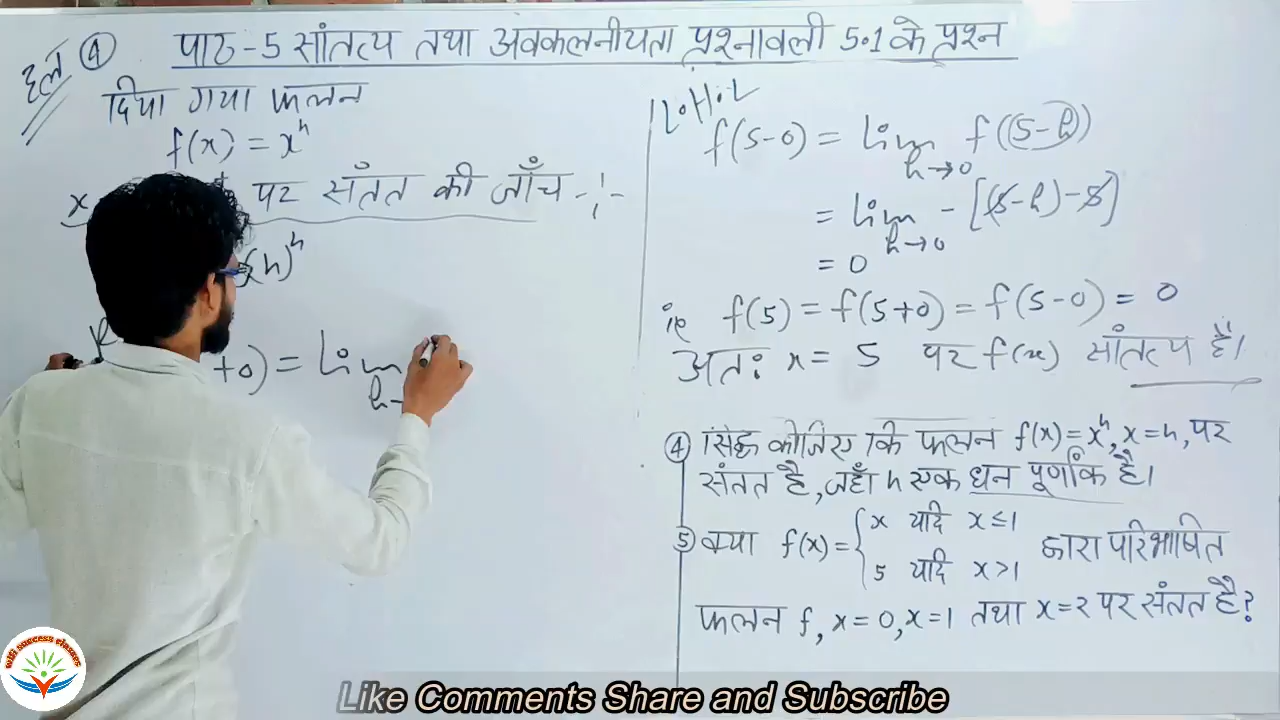 पाठ-5 सांतत्य तथा अवकलनीयता प्रश्नावली 5.1 के प्रश्न
हल ④
दिया गया फलन
f(x) = xⁿ
x पर संतत की जाँच -:-
(n)ⁿ
+0) = lim
h→
L.H.L
f(5-0) = lim f((5-h))
h→0
= lim -[(5-h)-5]
h→0
= 0
ie f(5) = f(5+0) = f(5-0) = 0
अतः x = 5 पर f(x) सांतत्य है।
④ सिद्ध कीजिए कि फलन f(x)=xⁿ, x=n, पर
संतत है, जहाँ n एक धन पूर्णांक है।
⑤ क्या f(x)= { x यदि x≤1
5 यदि x>1 द्वारा परिभाषित
फलन f, x=0, x=1 तथा x=2 पर संतत है?
wifi success classes
Like Comments Share and Subscribe